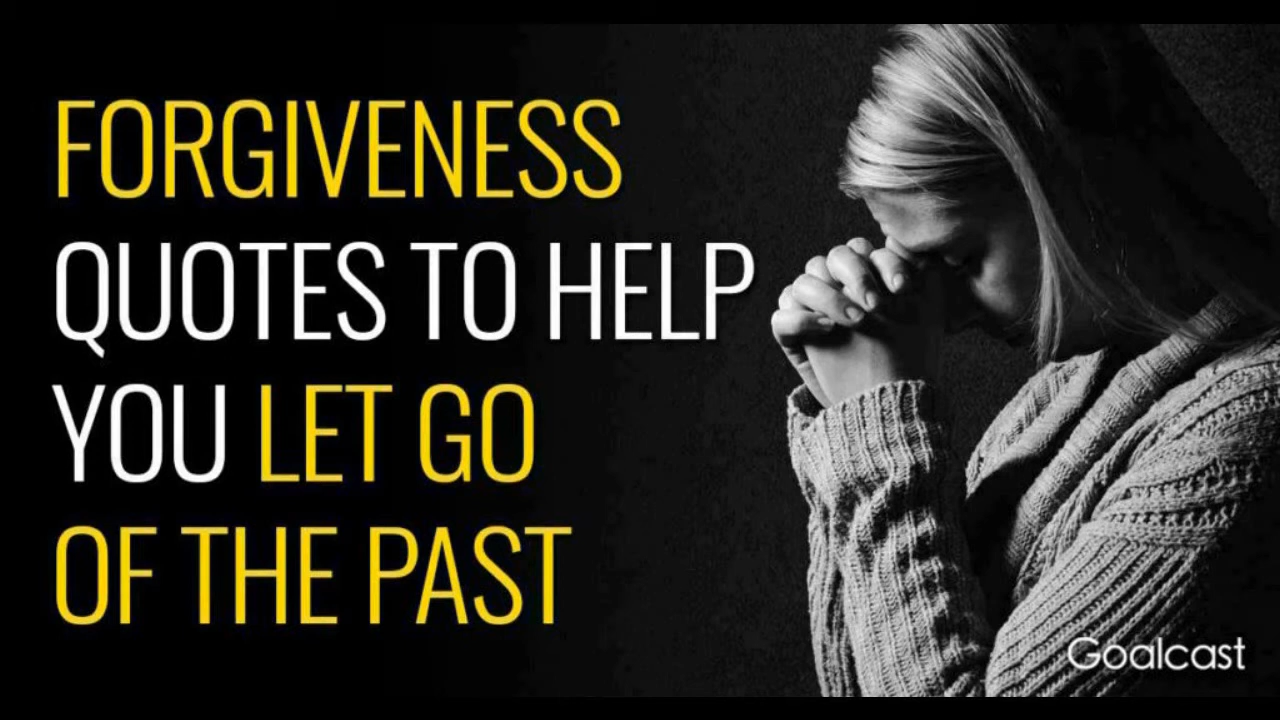 FORGIVENESS
QUOTES TO HELP
YOU LET GO
OF THE PAST
Goalcast